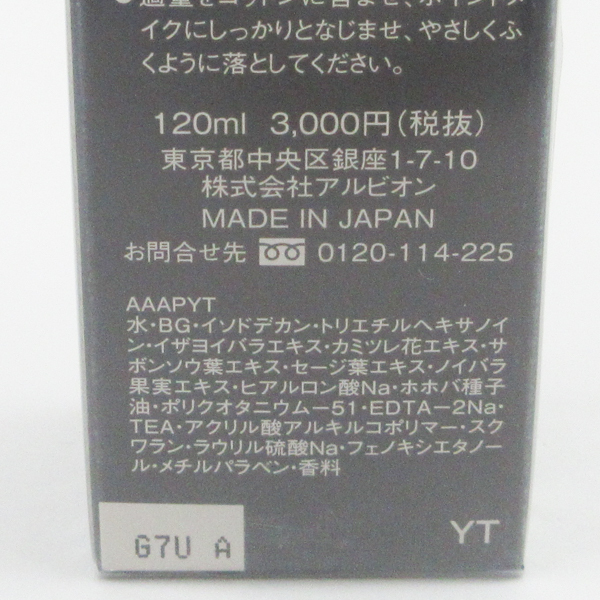 適量をコットンに含ませ、ポイントメ
イクにしっかりとなじませ、やさしくふ
くように落としてください。
120ml 3,000円(税抜)
東京都中央区銀座1-7-10
株式会社アルビオン
MADE IN JAPAN
お問合せ先 0120-114-225
AAAPYT
水・BG・イソドデカン・トリエチルヘキサノイ
ン・イザヨイバラエキス・カミツレ花エキス・サ
ボンソウ葉エキス・セージ葉エキス・ノイバラ
果実エキス・ヒアルロン酸Na・ホホバ種子
油・ポリクオタニウムー51・EDTAー2Na・
TEA・アクリル酸アルキルコポリマー・スク
ワラン・ラウリル硫酸Na・フェノキシエタノー
ル・メチルパラベン・香料
G7U A
YT